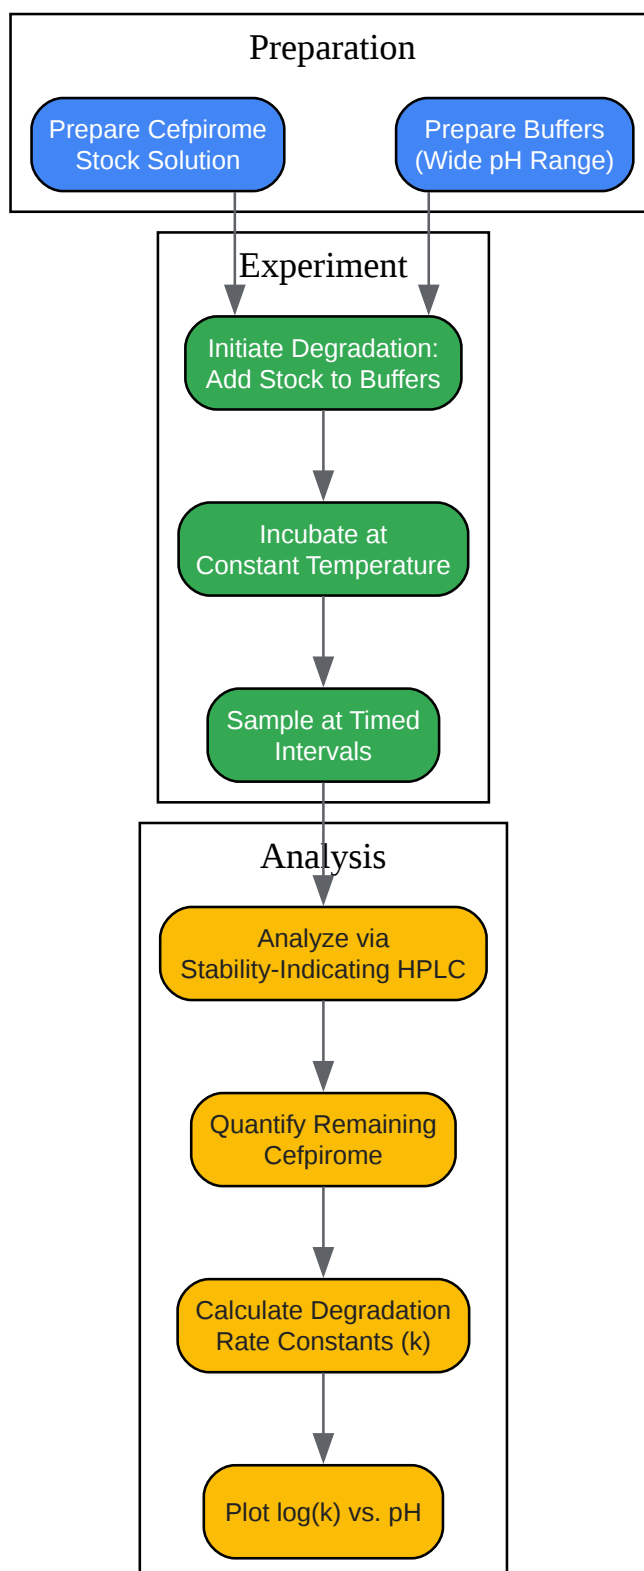 Preparation
Prepare Cefpirome
Stock Solution
Prepare Buffers
(Wide pH Range)
Experiment
Initiate Degradation:
Add Stock to Buffers
Incubate at
Constant Temperature
Sample at Timed
Intervals
Analysis
Analyze via
Stability-Indicating HPLC
Quantify Remaining
Cefpirome
Calculate Degradation
Rate Constants (k)
Plot log(k) vs. pH